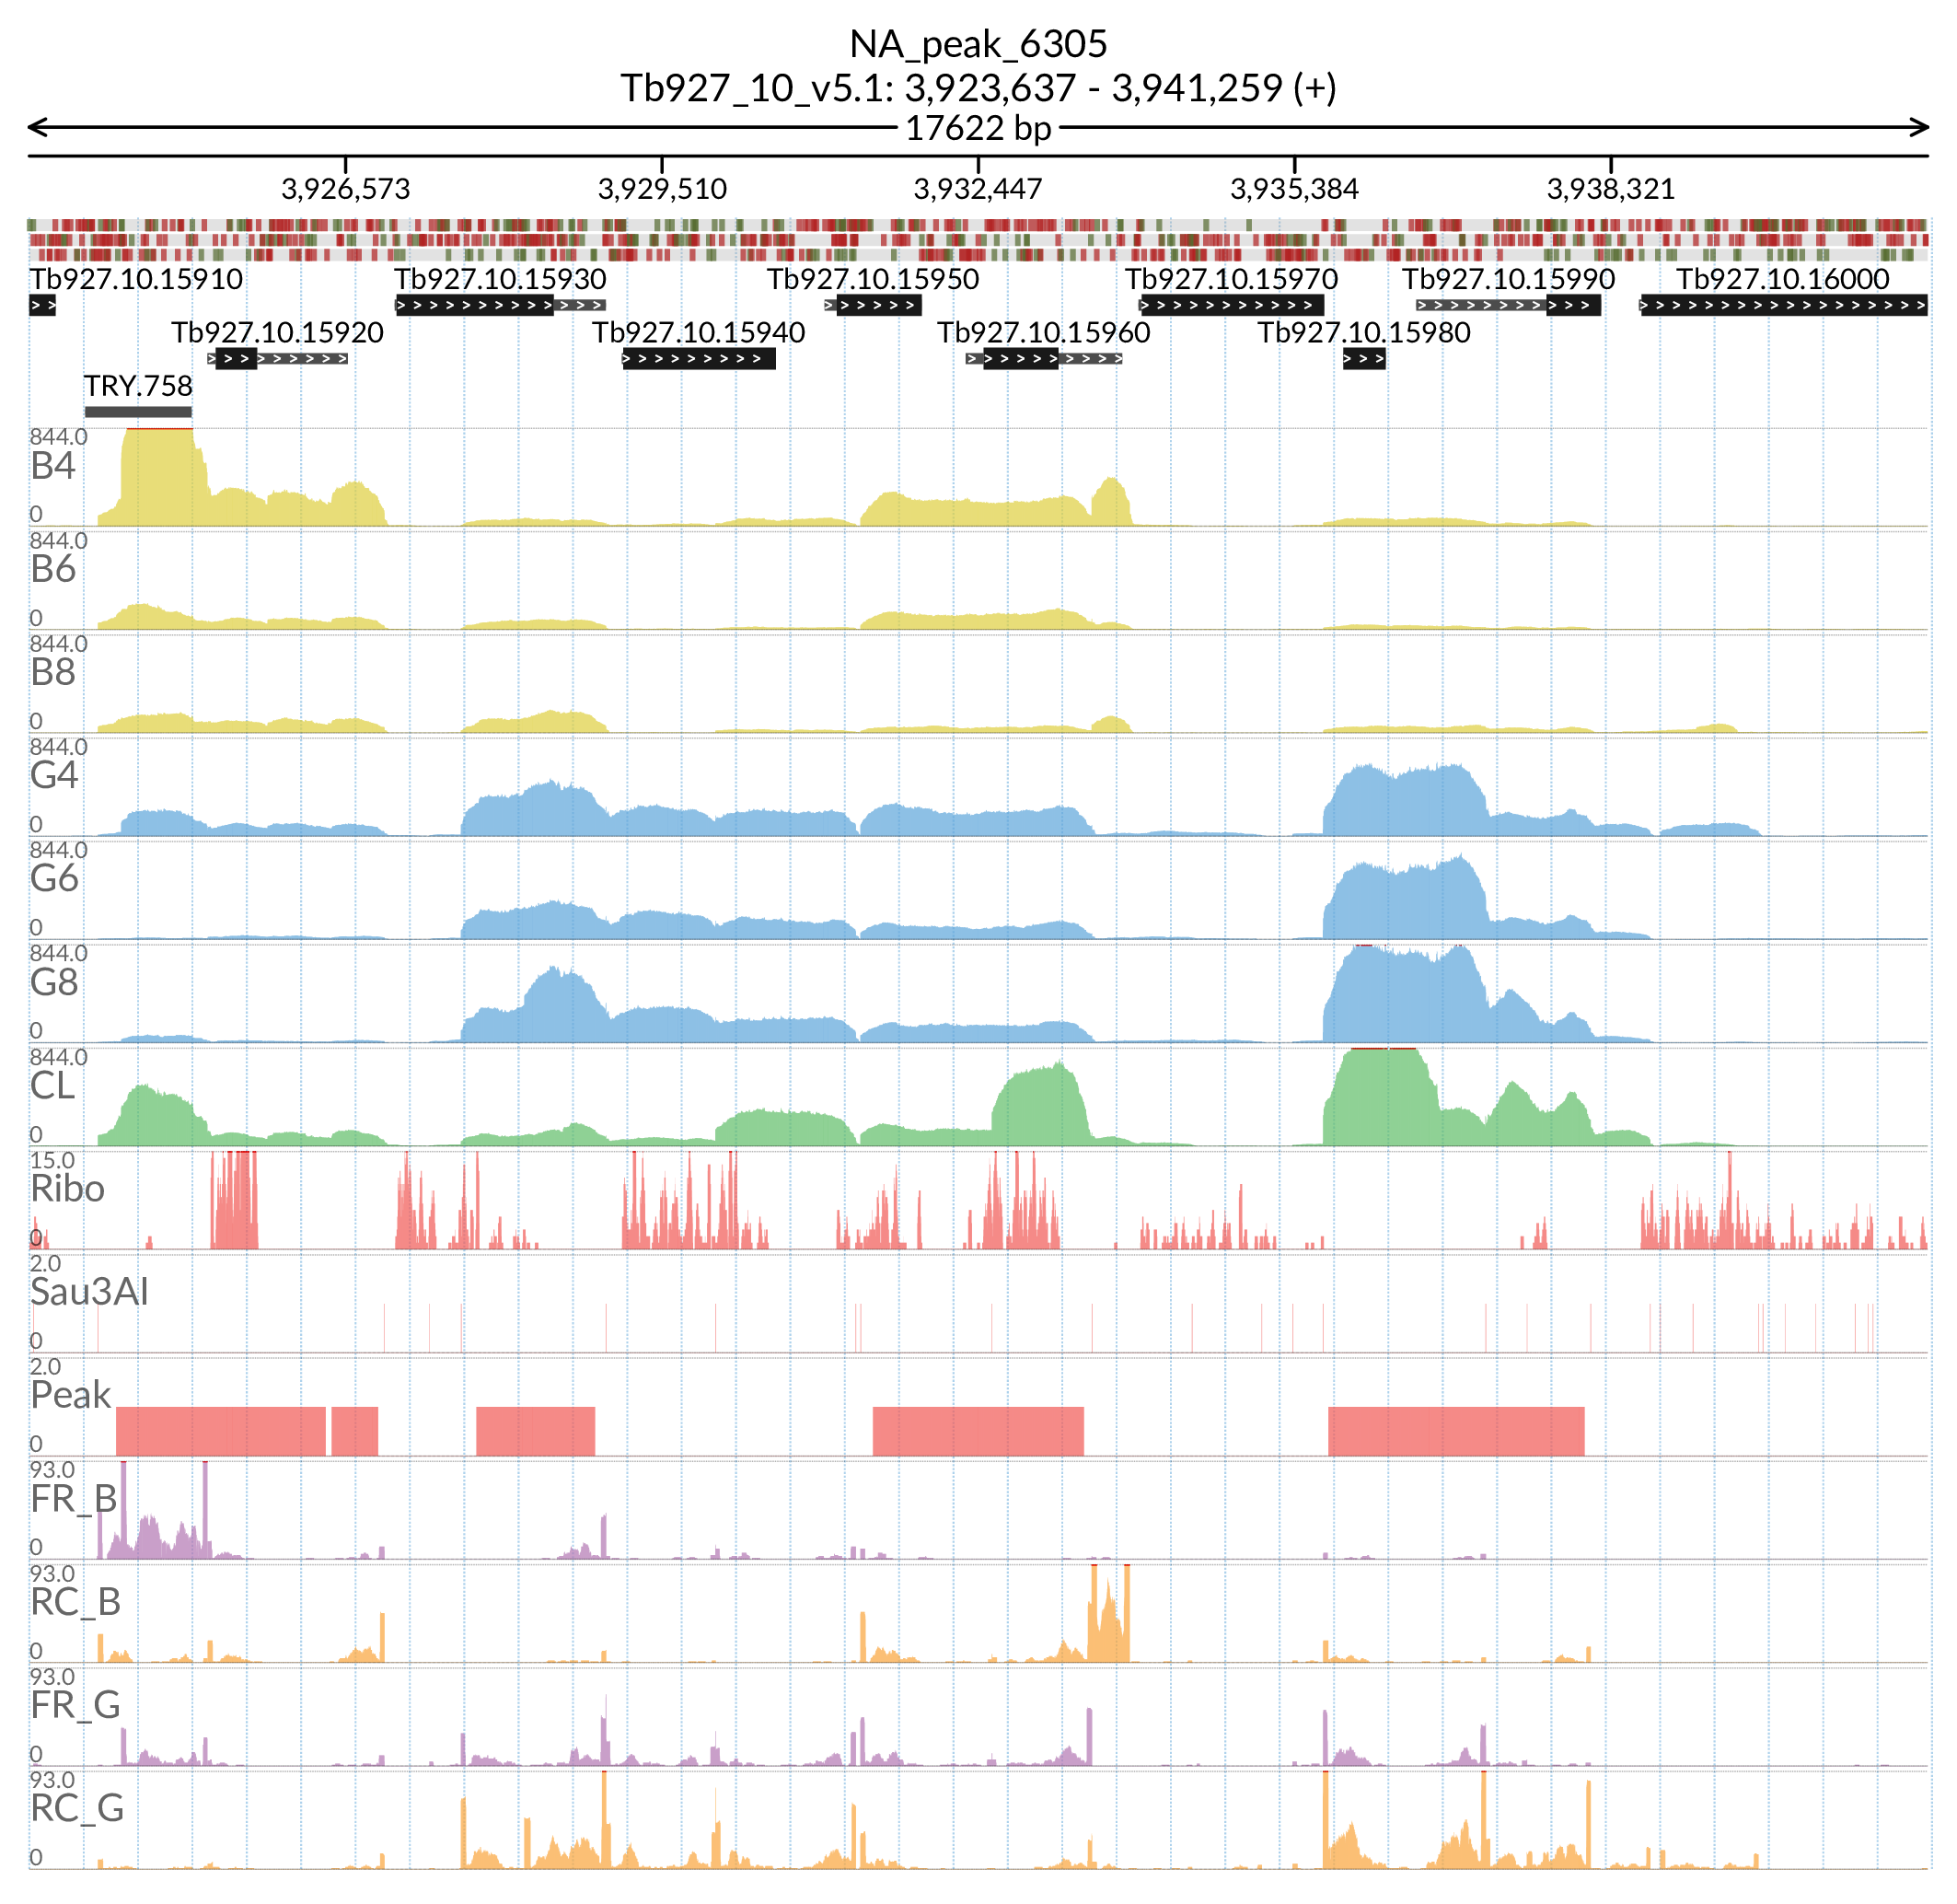 NA_peak_6305
Tb927_10_v5.1: 3,923,637 - 3,941,259 (+)
17622 bp
3,926,573 3,929,510 3,932,447 3,935,384 3,938,321
Tb927.10.15910 Tb927.10.15930 Tb927.10.15950 Tb927.10.15970 Tb927.10.15990 Tb927.10.16000
Tb927.10.15920 Tb927.10.15940 Tb927.10.15960 Tb927.10.15980
TRY.758
844.0
B4
0
844.0
B6
0
844.0
B8
0
844.0
G4
0
844.0
G6
0
844.0
G8
0
844.0
CL
0
15.0
Ribo
0
2.0
Sau3AI
0
2.0
Peak
0
93.0
FR_B
0
93.0
RC_B
0
93.0
FR_G
0
93.0
RC_G
0